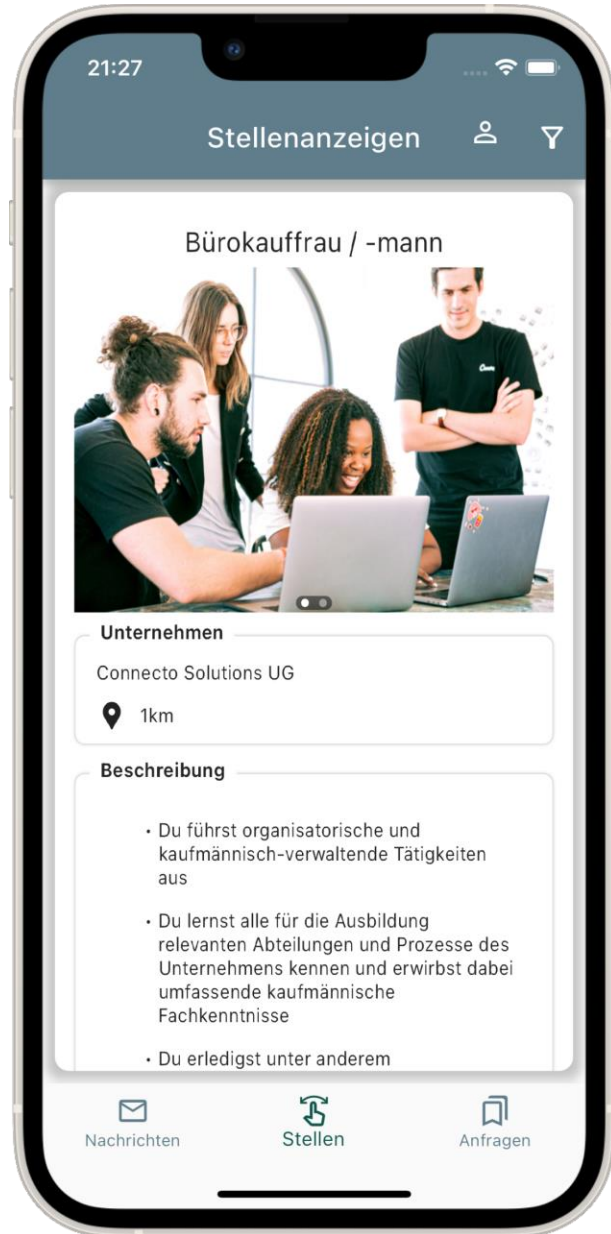 21:27
Stellenanzeigen
Bürokauffrau / -mann
Unternehmen
Connecto Solutions UG
1km
Beschreibung
• Du führst organisatorische und
kaufmännisch-verwaltende Tätigkeiten
aus
• Du lernst alle für die Ausbildung
relevanten Abteilungen und Prozesse des
Unternehmens kennen und erwirbst dabei
umfassende kaufmännische
Fachkenntnisse
• Du erledigst unter anderem
Nachrichten
Stellen
Anfragen